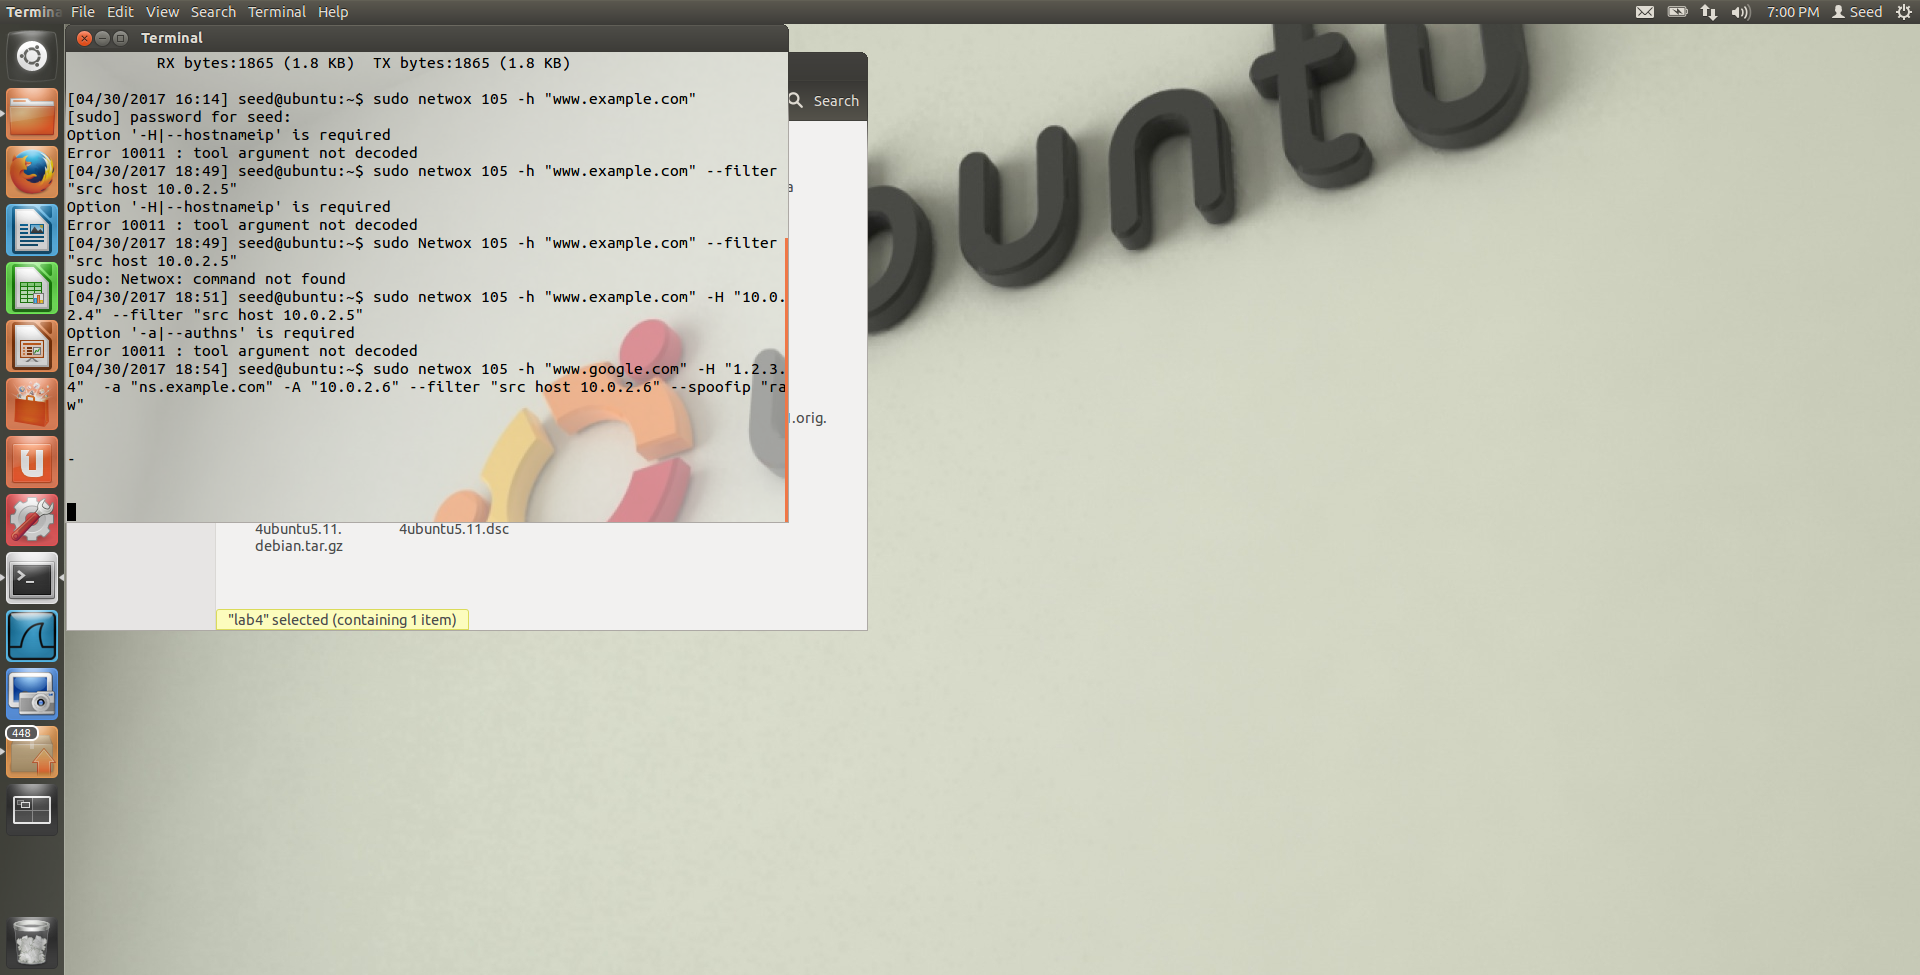 Termina File Edit View Search Terminal Help
7:00 PM Seed
Terminal
RX bytes:1865 (1.8 KB)  TX bytes:1865 (1.8 KB)
[04/30/2017 16:14] seed@ubuntu:~$ sudo netwox 105 -h "www.example.com"
[sudo] password for seed:
Option '-H|--hostnameip' is required
Error 10011 : tool argument not decoded
[04/30/2017 18:49] seed@ubuntu:~$ sudo netwox 105 -h "www.example.com" --filter
"src host 10.0.2.5"
Option '-H|--hostnameip' is required
Error 10011 : tool argument not decoded
[04/30/2017 18:49] seed@ubuntu:~$ sudo Netwox 105 -h "www.example.com" --filter
"src host 10.0.2.5"
sudo: Netwox: command not found
[04/30/2017 18:51] seed@ubuntu:~$ sudo netwox 105 -h "www.example.com" -H "10.0.
2.4" --filter "src host 10.0.2.5"
Option '-a|--authns' is required
Error 10011 : tool argument not decoded
[04/30/2017 18:54] seed@ubuntu:~$ sudo netwox 105 -h "www.google.com" -H "1.2.3.
4"  -a "ns.example.com" -A "10.0.2.6" --filter "src host 10.0.2.6" --spoofip "ra
w"
-
Search
a
.orig.
4ubuntu5.11.
debian.tar.gz
4ubuntu5.11.dsc
"lab4" selected (containing 1 item)
448
buntu